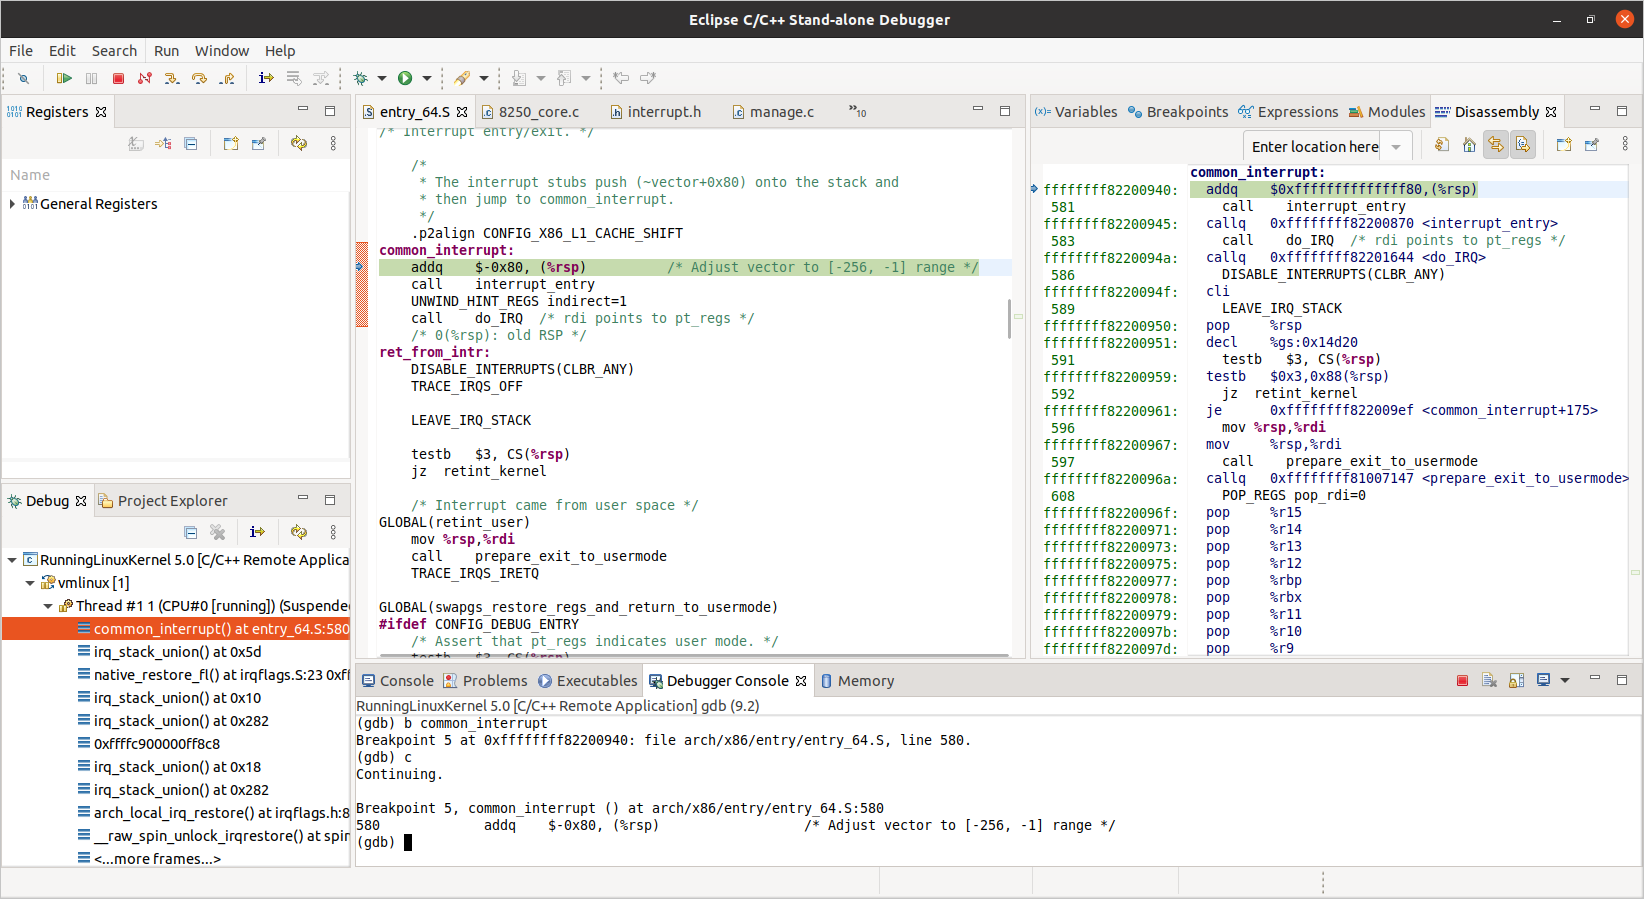 Eclipse C/C++ Stand-alone Debugger
File Edit Search Run Window Help
Registers
Name
General Registers
Debug Project Explorer
RunningLinuxKernel 5.0 [C/C++ Remote Applica
vmlinux [1]
Thread #1 1 (CPU#0 [running]) (Suspended
common_interrupt() at entry_64.S:580
irq_stack_union() at 0x5d
native_restore_fl() at irqflags.S:23 0xff
irq_stack_union() at 0x10
irq_stack_union() at 0x282
0xffffc900000ff8c8
irq_stack_union() at 0x18
irq_stack_union() at 0x282
arch_local_irq_restore() at irqflags.h:8
__raw_spin_unlock_irqrestore() at spin
<...more frames...>
entry_64.S 8250_core.c interrupt.h manage.c »10
/* Interrupt entry/exit. */
/*
* The interrupt stubs push (~vector+0x80) onto the stack and
* then jump to common_interrupt.
*/
.p2align CONFIG_X86_L1_CACHE_SHIFT
common_interrupt:
addq $-0x80, (%rsp) /* Adjust vector to [-256, -1] range */
call interrupt_entry
UNWIND_HINT_REGS indirect=1
call do_IRQ /* rdi points to pt_regs */
/* 0(%rsp): old RSP */
ret_from_intr:
DISABLE_INTERRUPTS(CLBR_ANY)
TRACE_IRQS_OFF
LEAVE_IRQ_STACK
testb $3, CS(%rsp)
jz retint_kernel
/* Interrupt came from user space */
GLOBAL(retint_user)
mov %rsp,%rdi
call prepare_exit_to_usermode
TRACE_IRQS_IRETQ
GLOBAL(swapgs_restore_regs_and_return_to_usermode)
#ifdef CONFIG_DEBUG_ENTRY
/* Assert that pt_regs indicates user mode. */
testb $3, CS(%rsp)
(x)= Variables Breakpoints Expressions Modules Disassembly
Enter location here
common_interrupt:
ffffffff82200940: addq $0xffffffffffffff80,(%rsp)
581 call interrupt_entry
ffffffff82200945: callq 0xffffffff82200870 <interrupt_entry>
583 call do_IRQ /* rdi points to pt_regs */
ffffffff8220094a: callq 0xffffffff82201644 <do_IRQ>
586 DISABLE_INTERRUPTS(CLBR_ANY)
ffffffff8220094f: cli
589 LEAVE_IRQ_STACK
ffffffff82200950: pop %rsp
ffffffff82200951: decl %gs:0x14d20
591 testb $3, CS(%rsp)
ffffffff82200959: testb $0x3,0x88(%rsp)
592 jz retint_kernel
ffffffff82200961: je 0xffffffff822009ef <common_interrupt+175>
596 mov %rsp,%rdi
ffffffff82200967: mov %rsp,%rdi
597 call prepare_exit_to_usermode
ffffffff8220096a: callq 0xffffffff81007147 <prepare_exit_to_usermode>
608 POP_REGS pop_rdi=0
ffffffff8220096f: pop %r15
ffffffff82200971: pop %r14
ffffffff82200973: pop %r13
ffffffff82200975: pop %r12
ffffffff82200977: pop %rbp
ffffffff82200978: pop %rbx
ffffffff82200979: pop %r11
ffffffff8220097b: pop %r10
ffffffff8220097d: pop %r9
Console Problems Executables Debugger Console Memory
RunningLinuxKernel 5.0 [C/C++ Remote Application] gdb (9.2)
(gdb) b common_interrupt
Breakpoint 5 at 0xffffffff82200940: file arch/x86/entry/entry_64.S, line 580.
(gdb) c
Continuing.
Breakpoint 5, common_interrupt () at arch/x86/entry/entry_64.S:580
580 addq $-0x80, (%rsp) /* Adjust vector to [-256, -1] range */
(gdb)